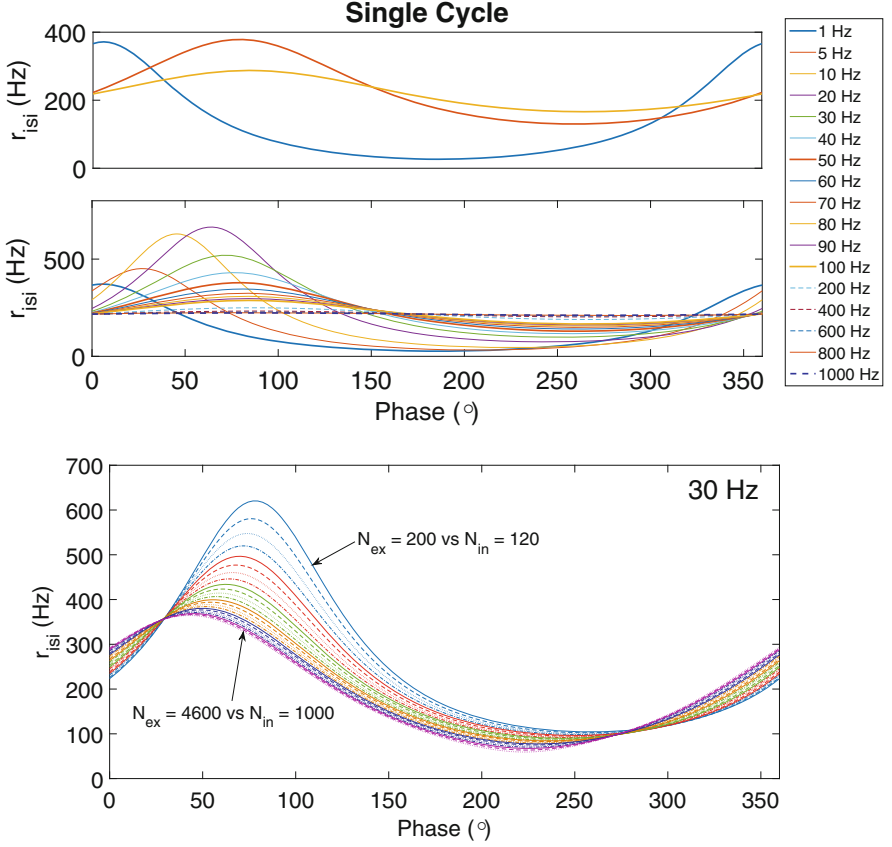 Single Cycle
400
200
0
r_isi (Hz)
500
0
r_isi (Hz)
0 50 100 150 200 250 300 350
Phase (°)
1 Hz
5 Hz
10 Hz
20 Hz
30 Hz
40 Hz
50 Hz
60 Hz
70 Hz
80 Hz
90 Hz
100 Hz
200 Hz
400 Hz
600 Hz
800 Hz
1000 Hz
700
600
500
400
300
200
100
0
r_isi (Hz)
30 Hz
N_ex = 200 vs N_in = 120
N_ex = 4600 vs N_in = 1000
0 50 100 150 200 250 300 350
Phase (°)